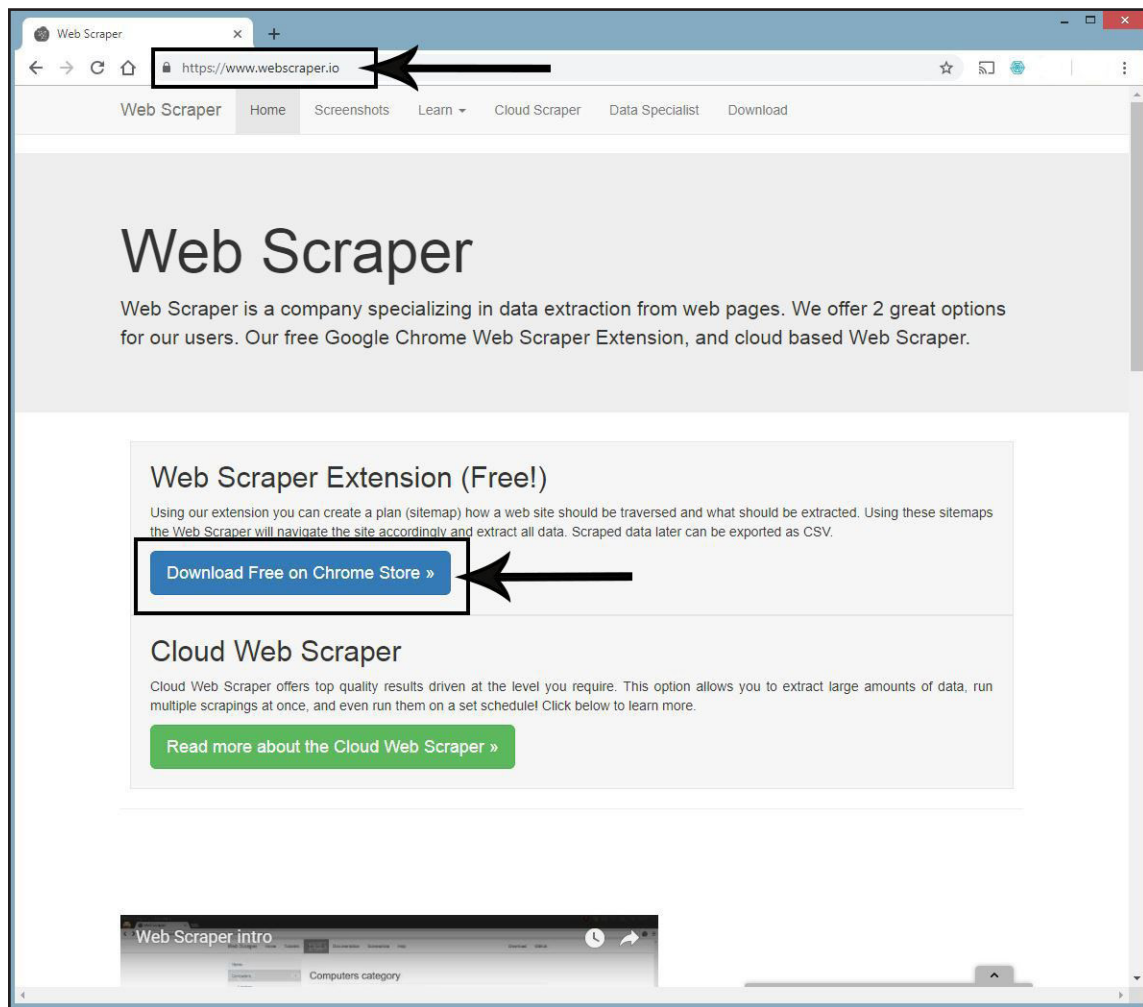 Web Scraper
https://www.webscraper.io
Web Scraper Home Screenshots Learn Cloud Scraper Data Specialist Download
Web Scraper
Web Scraper is a company specializing in data extraction from web pages. We offer 2 great options
for our users. Our free Google Chrome Web Scraper Extension, and cloud based Web Scraper.
Web Scraper Extension (Free!)
Using our extension you can create a plan (sitemap) how a web site should be traversed and what should be extracted. Using these sitemaps
the Web Scraper will navigate the site accordingly and extract all data. Scraped data later can be exported as CSV.
Download Free on Chrome Store »
Cloud Web Scraper
Cloud Web Scraper offers top quality results driven at the level you require. This option allows you to extract large amounts of data, run
multiple scrapings at once, and even run them on a set schedule! Click below to learn more.
Read more about the Cloud Web Scraper »
Web Scraper intro
Computers category